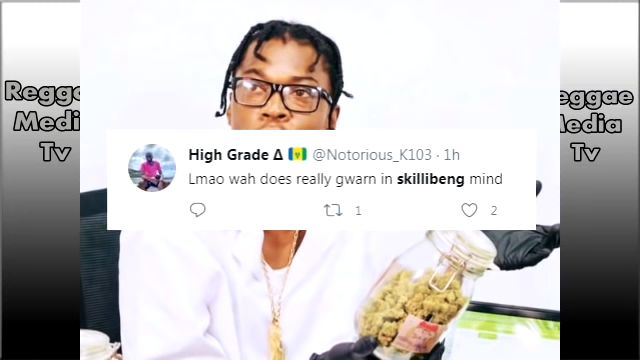 Reggae
Media
Tv
High Grade Δ 🇻🇨 @Notorious_K103 · 1h
Lmao wah does really gwarn in skillibeng mind
1
2
eggae
Media
Tv